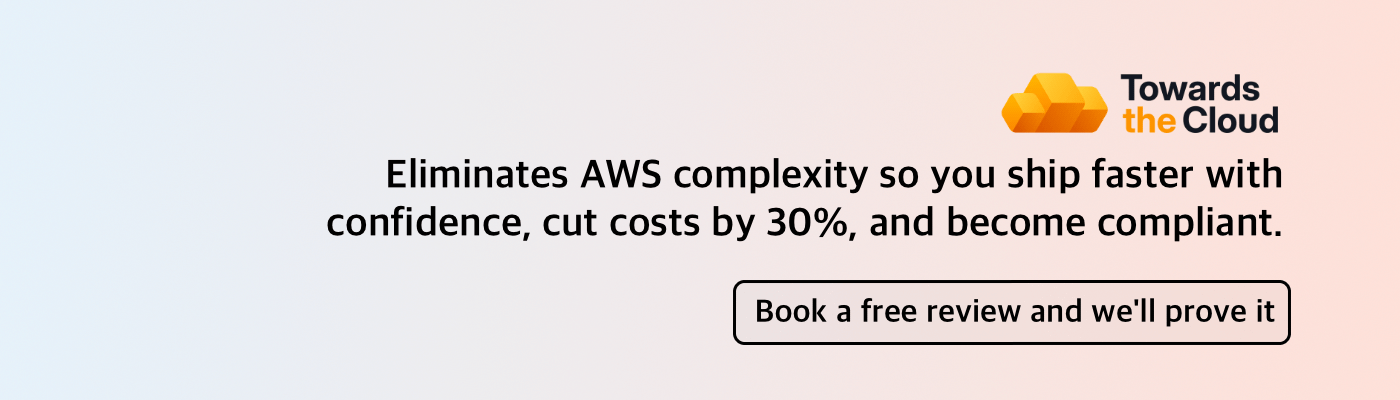 Towards
the Cloud
Eliminates AWS complexity so you ship faster with
confidence, cut costs by 30%, and become compliant.
Book a free review and we'll prove it